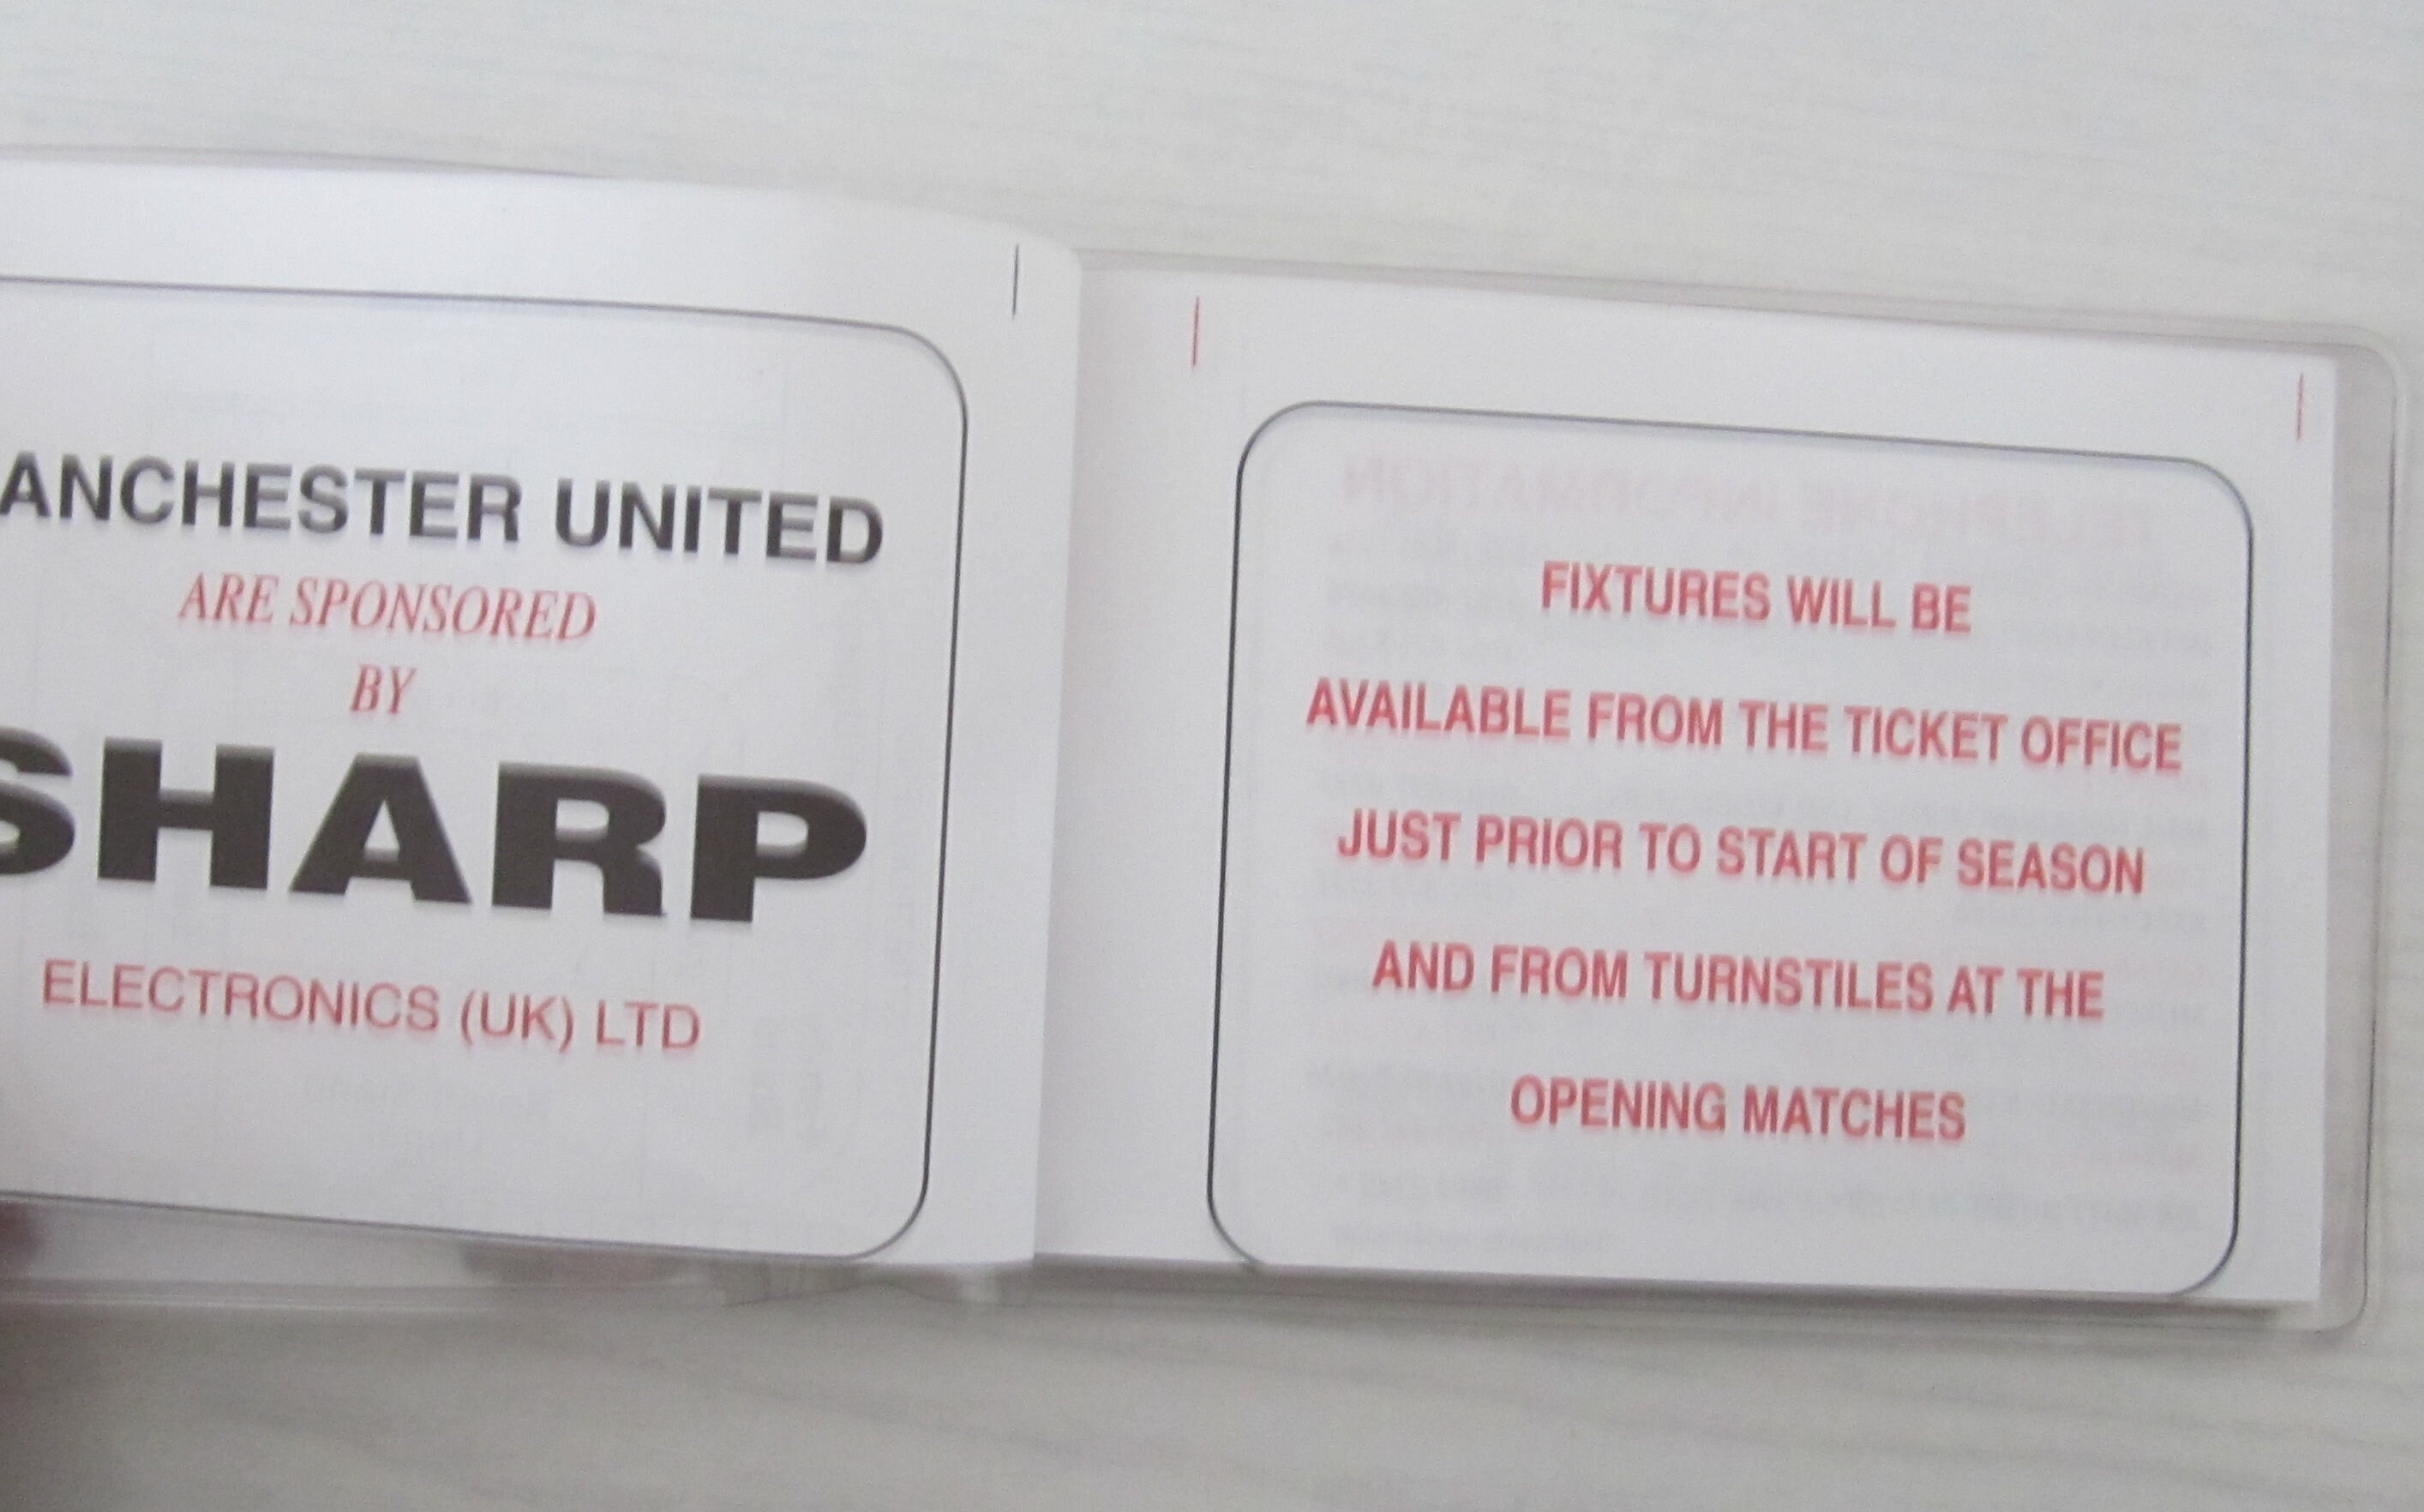 ANCHESTER UNITED
ARE SPONSORED
BY
SHARP
ELECTRONICS (UK) LTD
FIXTURES WILL BE
AVAILABLE FROM THE TICKET OFFICE
JUST PRIOR TO START OF SEASON
AND FROM TURNSTILES AT THE
OPENING MATCHES